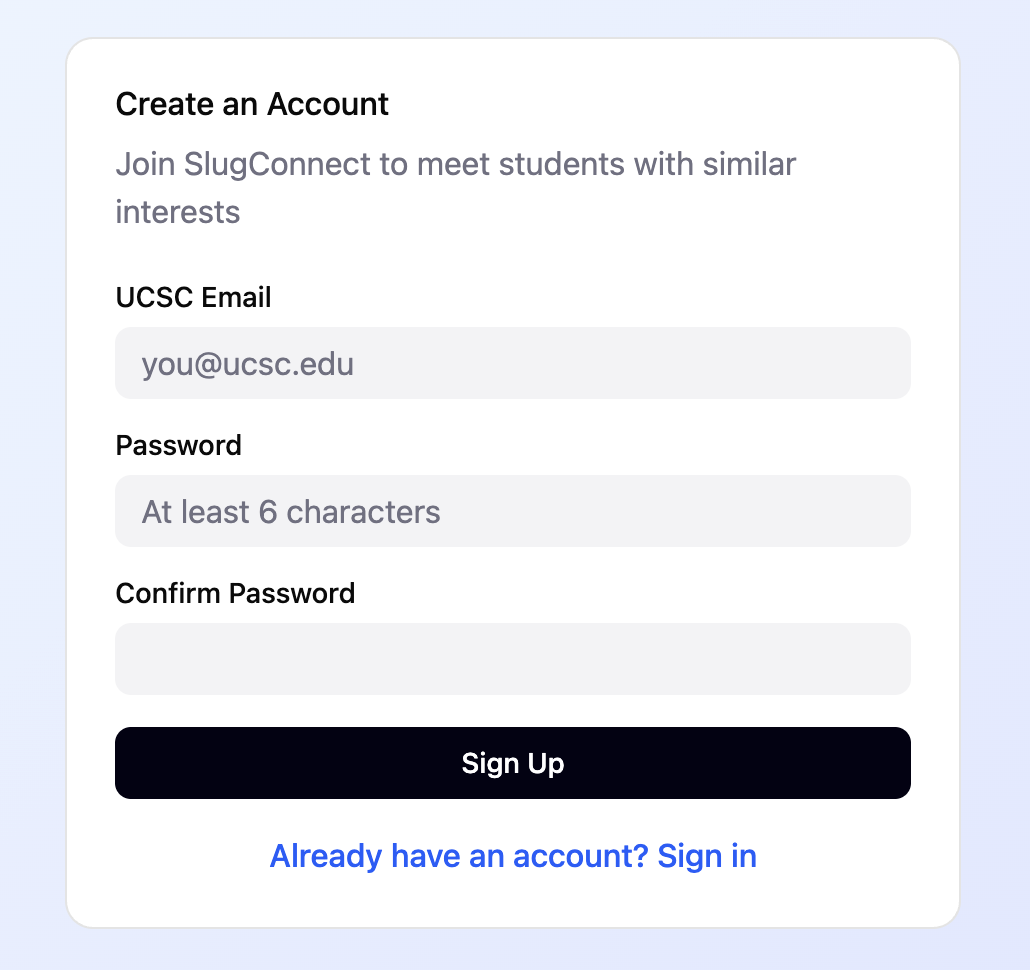 Create an Account
Join SlugConnect to meet students with similar
interests
UCSC Email
you@ucsc.edu
Password
At least 6 characters
Confirm Password
Sign Up
Already have an account? Sign in